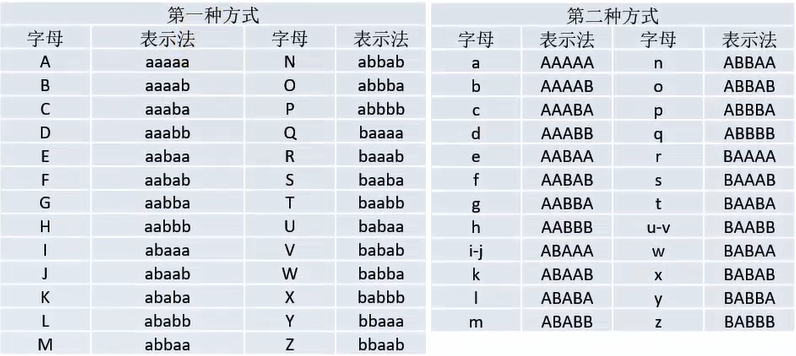 第一种方式
字母 表示法 字母 表示法
A aaaaa N abbab
B aaaab O abbba
C aaaba P abbbb
D aaabb Q baaaa
E aabaa R baaab
F aabab S baaba
G aabba T baabb
H aabbb U babaa
I abaaa V babab
J abaab W babba
K ababa X babbb
L ababb Y bbaaa
M abbaa Z bbaab
第二种方式
字母 表示法 字母 表示法
a AAAAA n ABBAA
b AAAAB o ABBAB
c AAABA p ABBBA
d AAABB q ABBBB
e AABAA r BAAAA
f AABAB s BAAAB
g AABBA t BAABA
h AABBB u-v BAABB
i-j ABAAA w BABAA
k ABAAB x BABAB
l ABABA y BABBA
m ABABB z BABBB